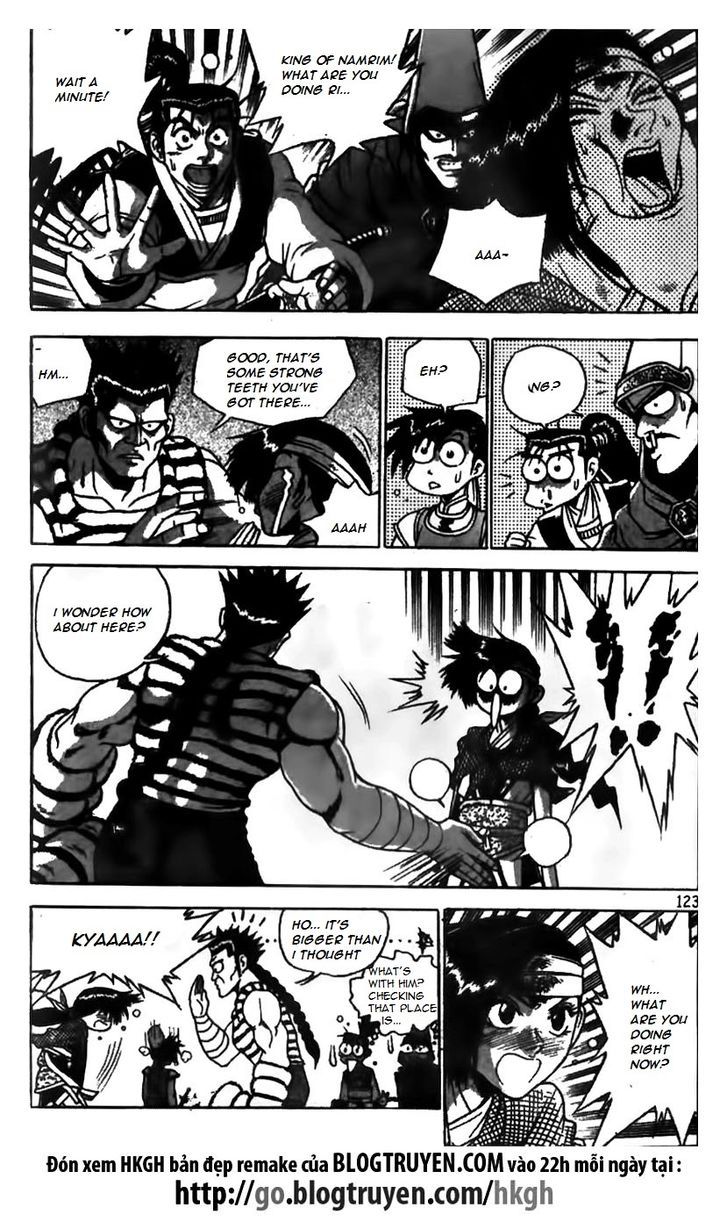 WAIT A
MINUTE!
KING OF NAMRIM!
WHAT ARE YOU
DOING RI...
AAA~
HM...
GOOD, THAT'S
SOME STRONG
TEETH YOU'VE
GOT THERE...
AAAH
EH?
NG?
I WONDER HOW
ABOUT HERE?
!!
123
KYAAAA!!
HO... IT'S
BIGGER THAN
I THOUGHT
WHAT'S
WITH HIM?
CHECKING
THAT PLACE
IS...
WH...
WHAT
ARE YOU
DOING
RIGHT
NOW?
Đón xem HKGH bản đẹp remake của BLOGTRUYEN.COM vào 22h mỗi ngày tại :
http://go.blogtruyen.com/hkgh